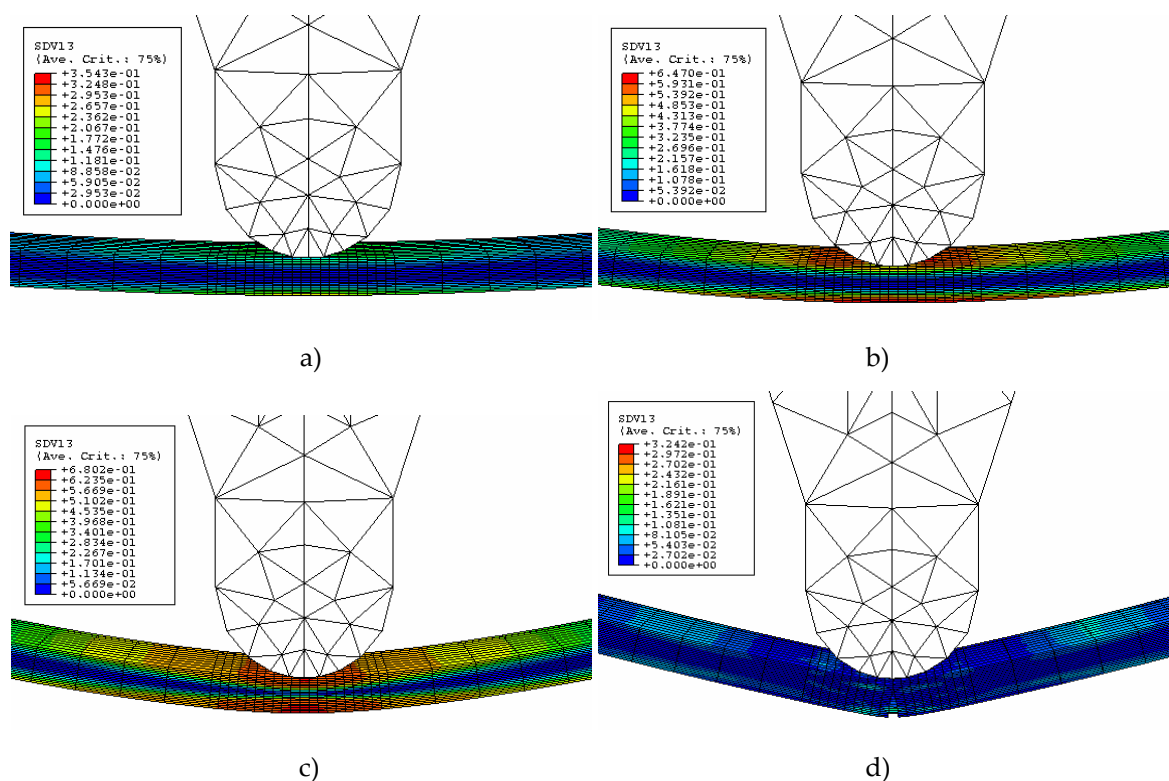 SDV13
(Ave. Crit.: 75%)
+3.543e-01
+3.248e-01
+2.953e-01
+2.657e-01
+2.362e-01
+2.067e-01
+1.772e-01
+1.476e-01
+1.181e-01
+8.858e-02
+5.905e-02
+2.953e-02
+0.000e+00
a)
SDV13
(Ave. Crit.: 75%)
+6.470e-01
+5.931e-01
+5.392e-01
+4.853e-01
+4.313e-01
+3.774e-01
+3.235e-01
+2.696e-01
+2.157e-01
+1.618e-01
+1.078e-01
+5.392e-02
+0.000e+00
b)
SDV13
(Ave. Crit.: 75%)
+6.802e-01
+6.235e-01
+5.669e-01
+5.102e-01
+4.535e-01
+3.968e-01
+3.401e-01
+2.834e-01
+2.267e-01
+1.701e-01
+1.134e-01
+5.669e-02
+0.000e+00
c)
SDV13
(Ave. Crit.: 75%)
+3.242e-01
+2.972e-01
+2.702e-01
+2.432e-01
+2.161e-01
+1.891e-01
+1.621e-01
+1.351e-01
+1.081e-01
+8.105e-02
+5.403e-02
+2.702e-02
+0.000e+00
d)